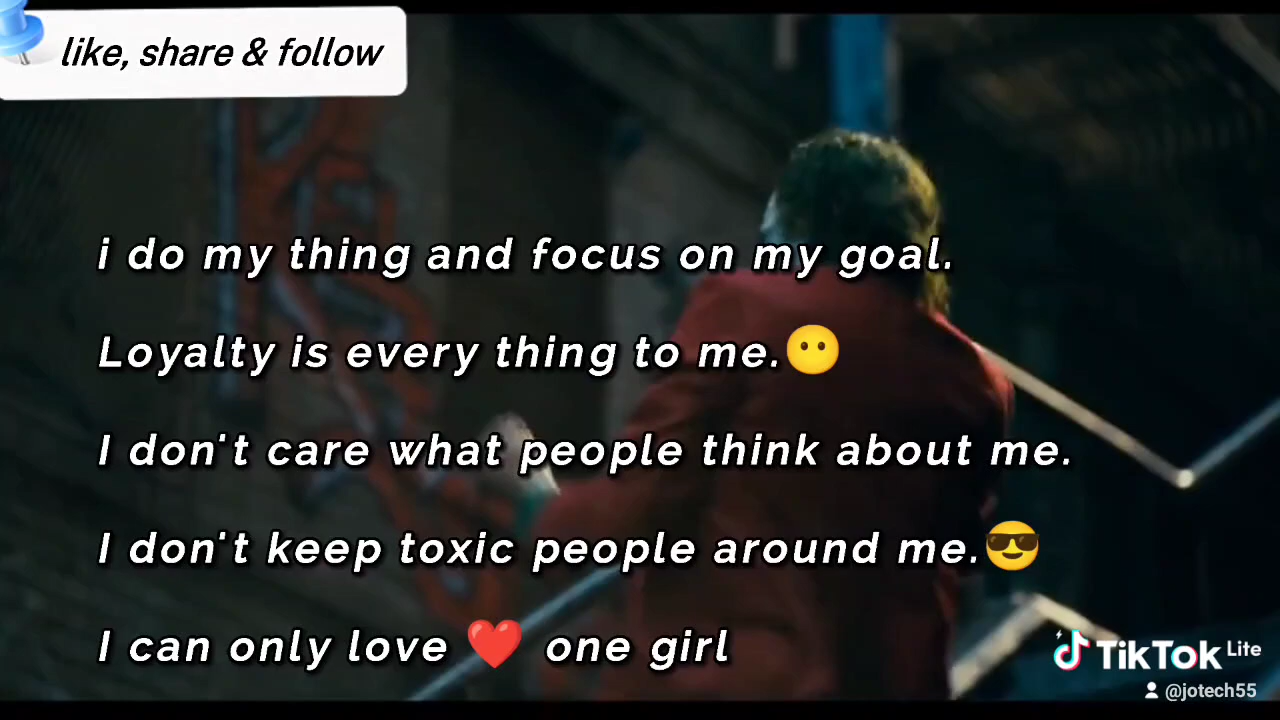 like, share & follow
i do my thing and focus on my goal.
Loyalty is every thing to me.😶
I don't care what people think about me.
I don't keep toxic people around me.😎
I can only love ❤️ one girl
TikTok Lite
@jotech55